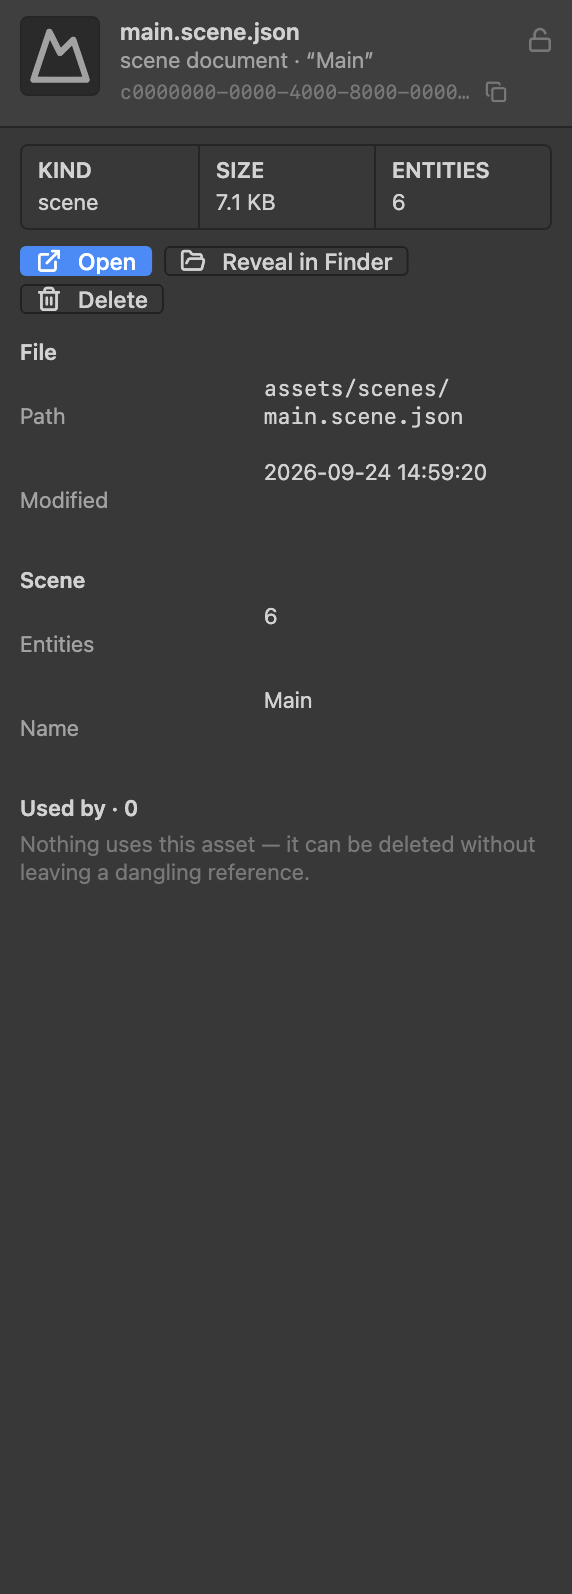 main.scene.json
scene document · “Main”
c0000000-0000-4000-8000-0000…
KIND
scene
SIZE
7.1 KB
ENTITIES
6
Open
Reveal in Finder
Delete
File
Path
assets/scenes/
main.scene.json
Modified
2026-09-24 14:59:20
Scene
Entities
6
Name
Main
Used by · 0
Nothing uses this asset — it can be deleted without
leaving a dangling reference.